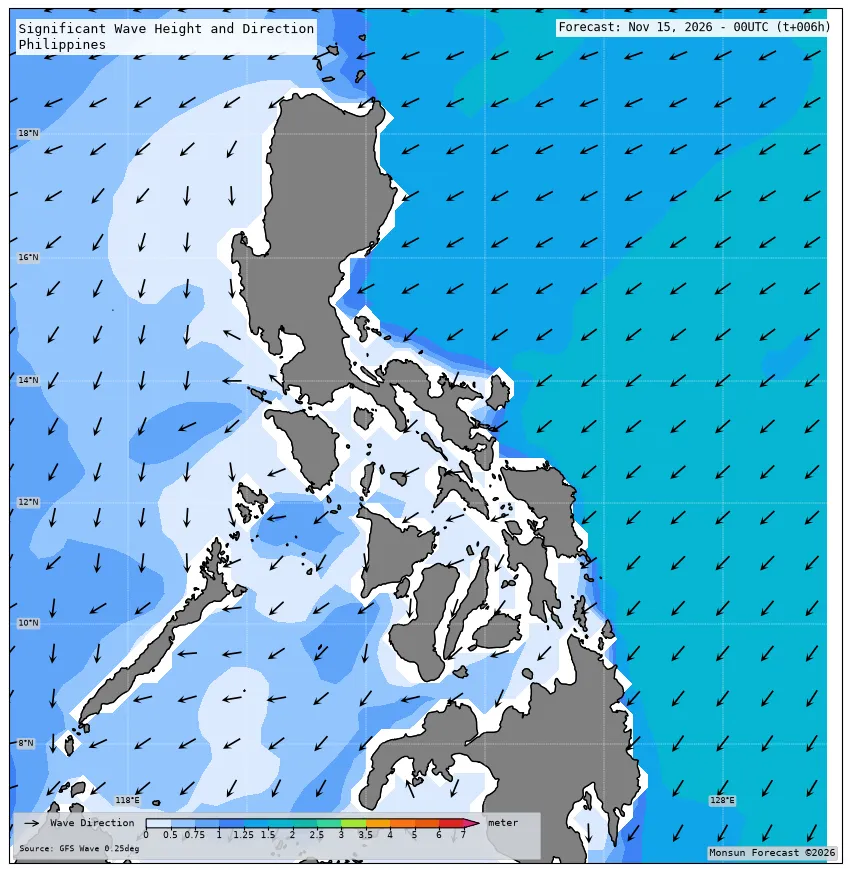 Significant Wave Height and Direction
Philippines
Forecast: Nov 15, 2026 - 00UTC (t+006h)
18°N
16°N
14°N
12°N
10°N
8°N
118°E
128°E
Wave Direction
0 0.5 0.75 1 1.25 1.5 2 2.5 3 3.5 4 5 6 7 meter
Source: GFS Wave 0.25deg
Monsun Forecast ©2026